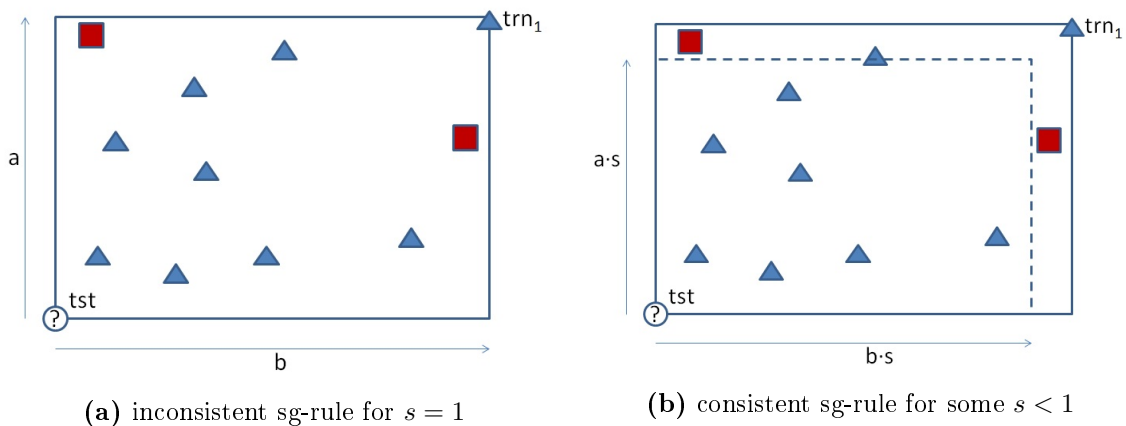 trn₁
a
tst
?
b
(a) inconsistent sg-rule for s = 1
trn₁
a·s
tst
?
b·s
(b) consistent sg-rule for some s < 1